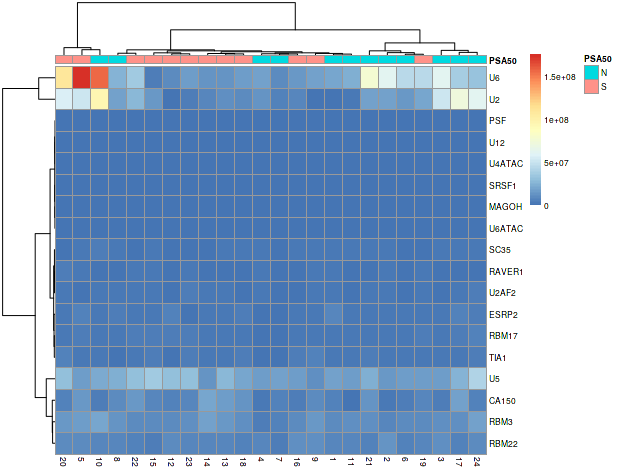 PSA50
U6
U2
PSF
U12
U4ATAC
SRSF1
MAGOH
U6ATAC
SC35
RAVER1
U2AF2
ESRP2
RBM17
TIA1
U5
CA150
RBM3
RBM22
20 5 10 8 22 15 12 23 14 13 18 4 7 16 9 1 11 21 2 6 19 3 17 24
1.5e+08
1e+08
5e+07
0
PSA50
N
S